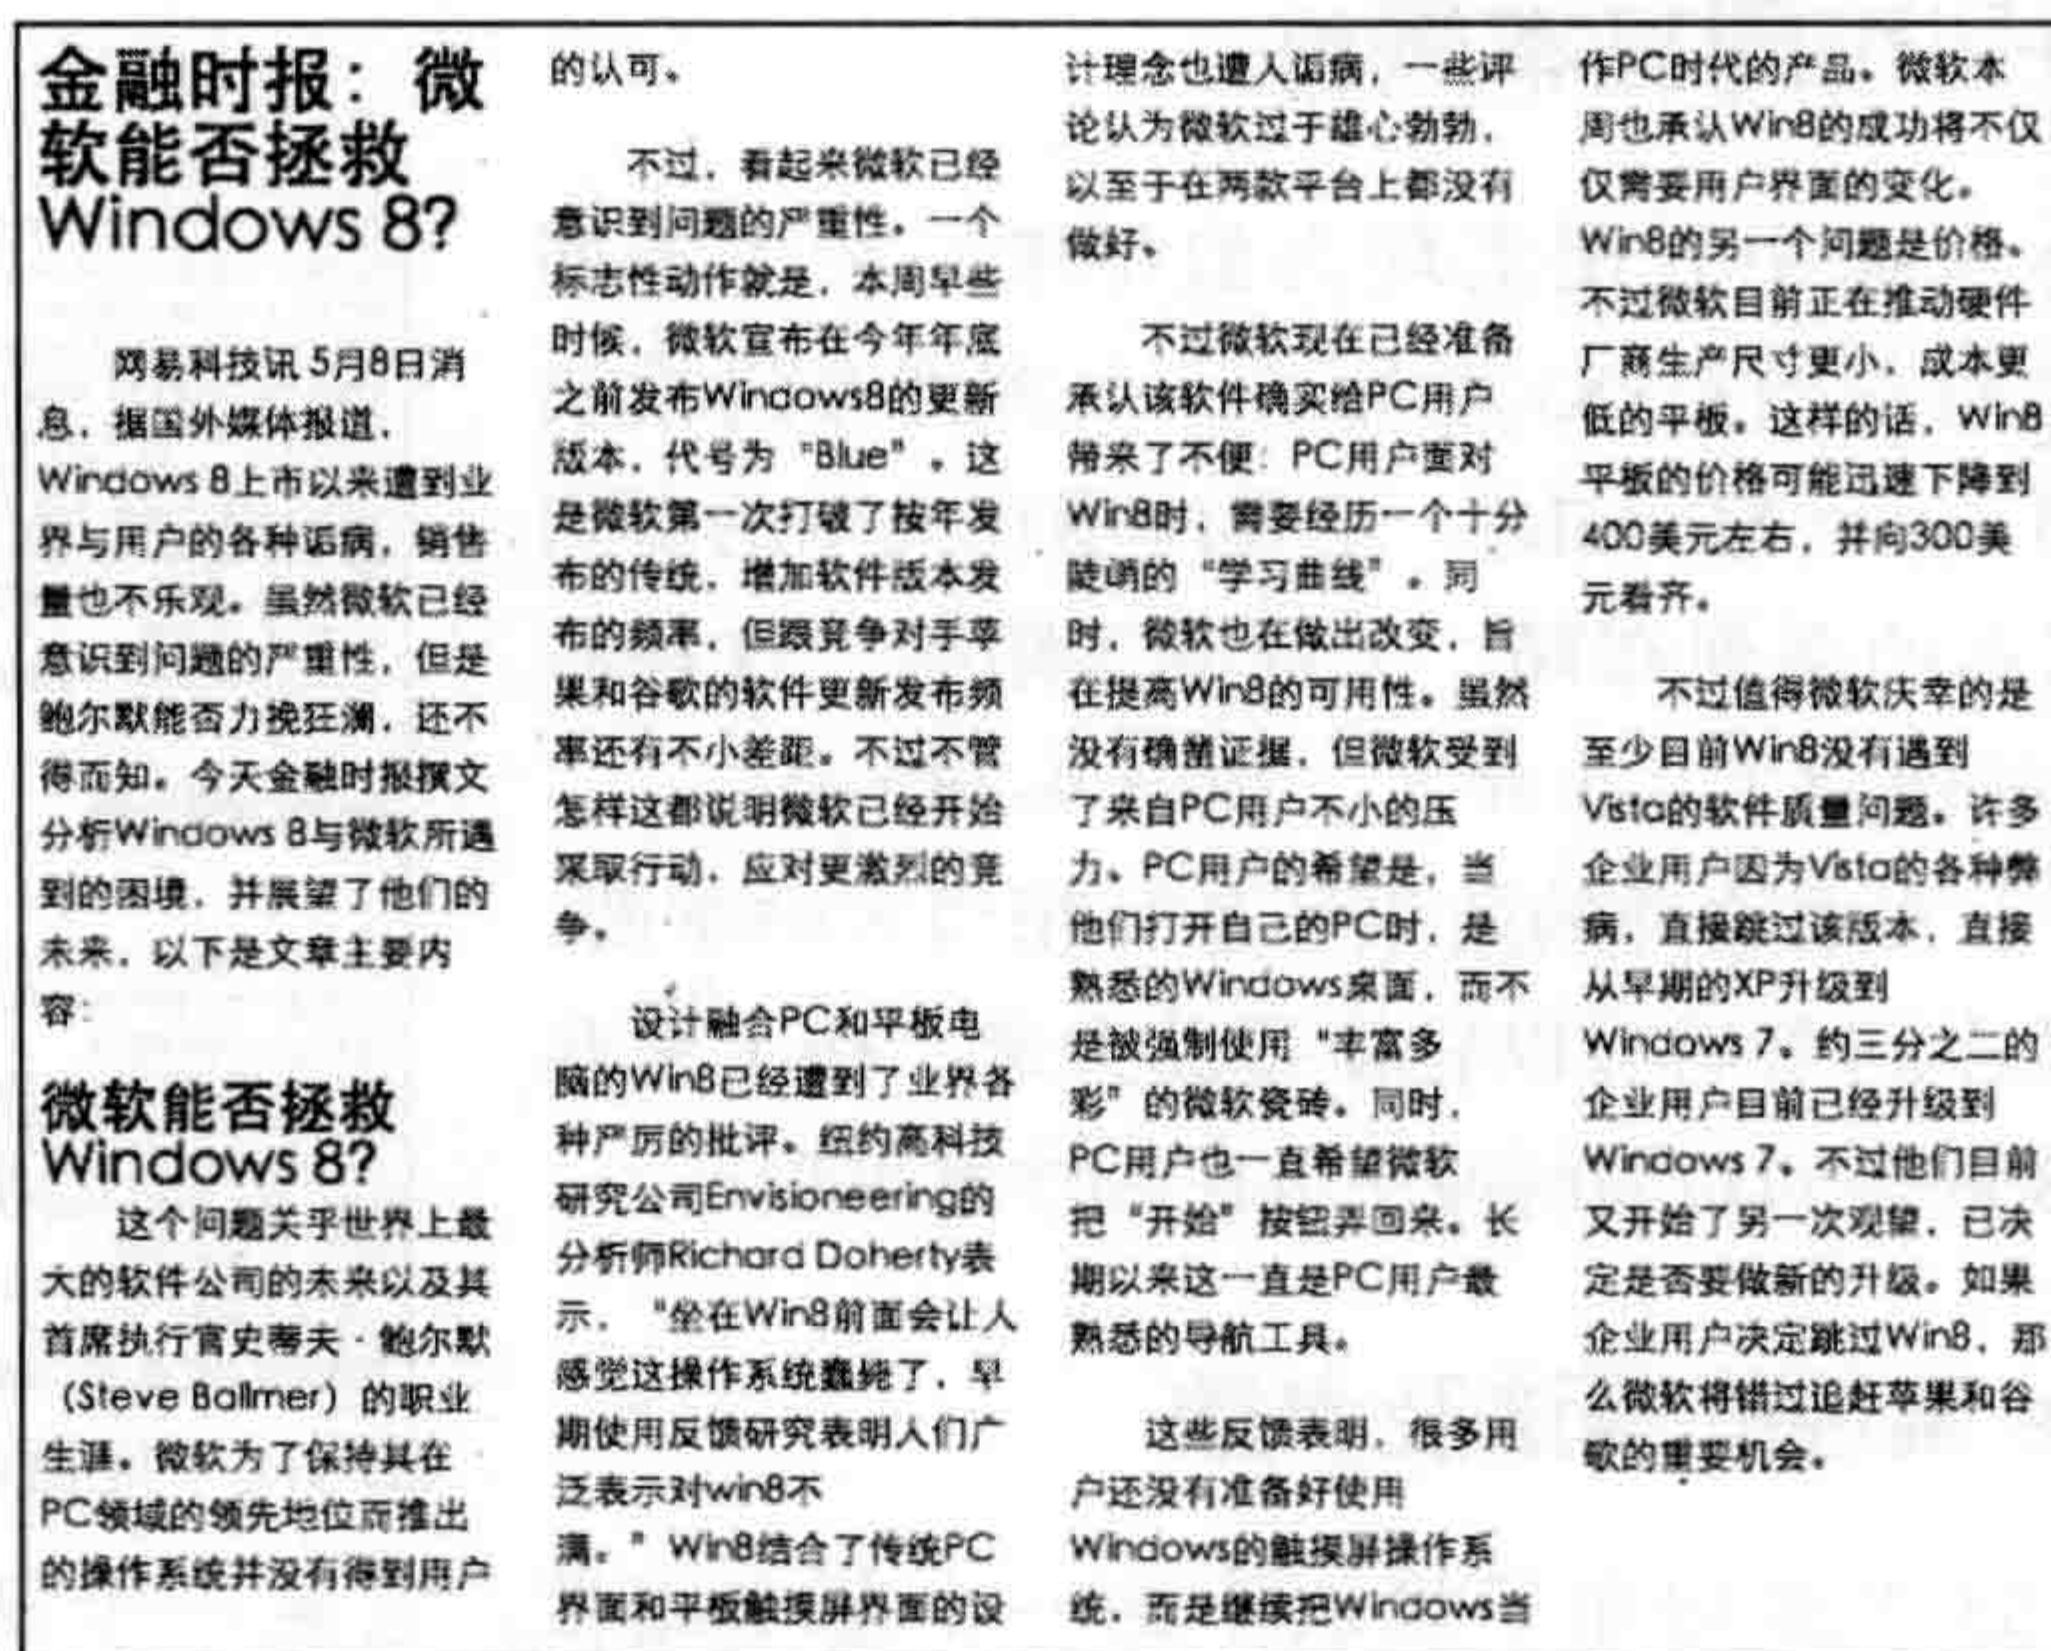 金融时报：微
软能否拯救
Windows 8?
网易科技讯 5月8日消
息，据国外媒体报道，
Windows 8上市以来遭到业
界与用户的各种诟病，销售
量也不乐观。虽然微软已经
意识到问题的严重性，但是
鲍尔默能否力挽狂澜，还不
得而知。今天金融时报撰文
分析Windows 8与微软所遇
到的困境，并展望了他们的
未来，以下是文章主要内
容：
微软能否拯救
Windows 8?
这个问题关乎世界上最
大的软件公司的未来以及其
首席执行官史蒂夫·鲍尔默
（Steve Ballmer）的职业
生涯。微软为了保持其在
PC领域的领先地位而推出
的操作系统并没有得到用户
的认可。
不过，看起来微软已经
意识到问题的严重性。一个
标志性动作就是，本周早些
时候，微软宣布在今年年底
之前发布Windows8的更新
版本，代号为“Blue”。这
是微软第一次打破了按年发
布的传统，增加软件版本发
布的频率，但跟竞争对手苹
果和谷歌的软件更新发布频
率还有不小差距。不过不管
怎样这都说明微软已经开始
采取行动，应对更激烈的竞
争。
设计融合PC和平板电
脑的Win8已经遭到了业界各
种严厉的批评。纽约高科技
研究公司Envisioneering的
分析师Richard Doherty表
示，“坐在Win8前面会让人
感觉这操作系统蠢毙了，早
期使用反馈研究表明人们广
泛表示对win8不
满。”Win8结合了传统PC
界面和平板触摸屏界面的设
计理念也遭人诟病，一些评
论认为微软过于雄心勃勃，
以至于在两款平台上都没有
做好。
不过微软现在已经准备
承认该软件确实给PC用户
带来了不便：PC用户面对
Win8时，需要经历一个十分
陡峭的“学习曲线”。同
时，微软也在做出改变，旨
在提高Win8的可用性。虽然
没有确凿证据，但微软受到
了来自PC用户不小的压
力。PC用户的希望是，当
他们打开自己的PC时，是
熟悉的Windows桌面，而不
是被强制使用“丰富多
彩”的微软瓷砖。同时，
PC用户也一直希望微软
把“开始”按钮弄回来。长
期以来这一直是PC用户最
熟悉的导航工具。
这些反馈表明，很多用
户还没有准备好使用
Windows的触摸屏操作系
统，而是继续把Windows当
作PC时代的产品。微软本
周也承认Win8的成功将不仅
仅需要用户界面的变化。
Win8的另一个问题是价格。
不过微软目前正在推动硬件
厂商生产尺寸更小，成本更
低的平板。这样的话，Win8
平板的价格可能迅速下降到
400美元左右，并向300美
元看齐。
不过值得微软庆幸的是
至少目前Win8没有遇到
Vista的软件质量问题。许多
企业用户因为Vista的各种弊
病，直接跳过该版本，直接
从早期的XP升级到
Windows 7。约三分之二的
企业用户目前已经升级到
Windows 7。不过他们目前
又开始了另一次观望，已决
定是否要做新的升级。如果
企业用户决定跳过Win8，那
么微软将错过追赶苹果和谷
歌的重要机会。